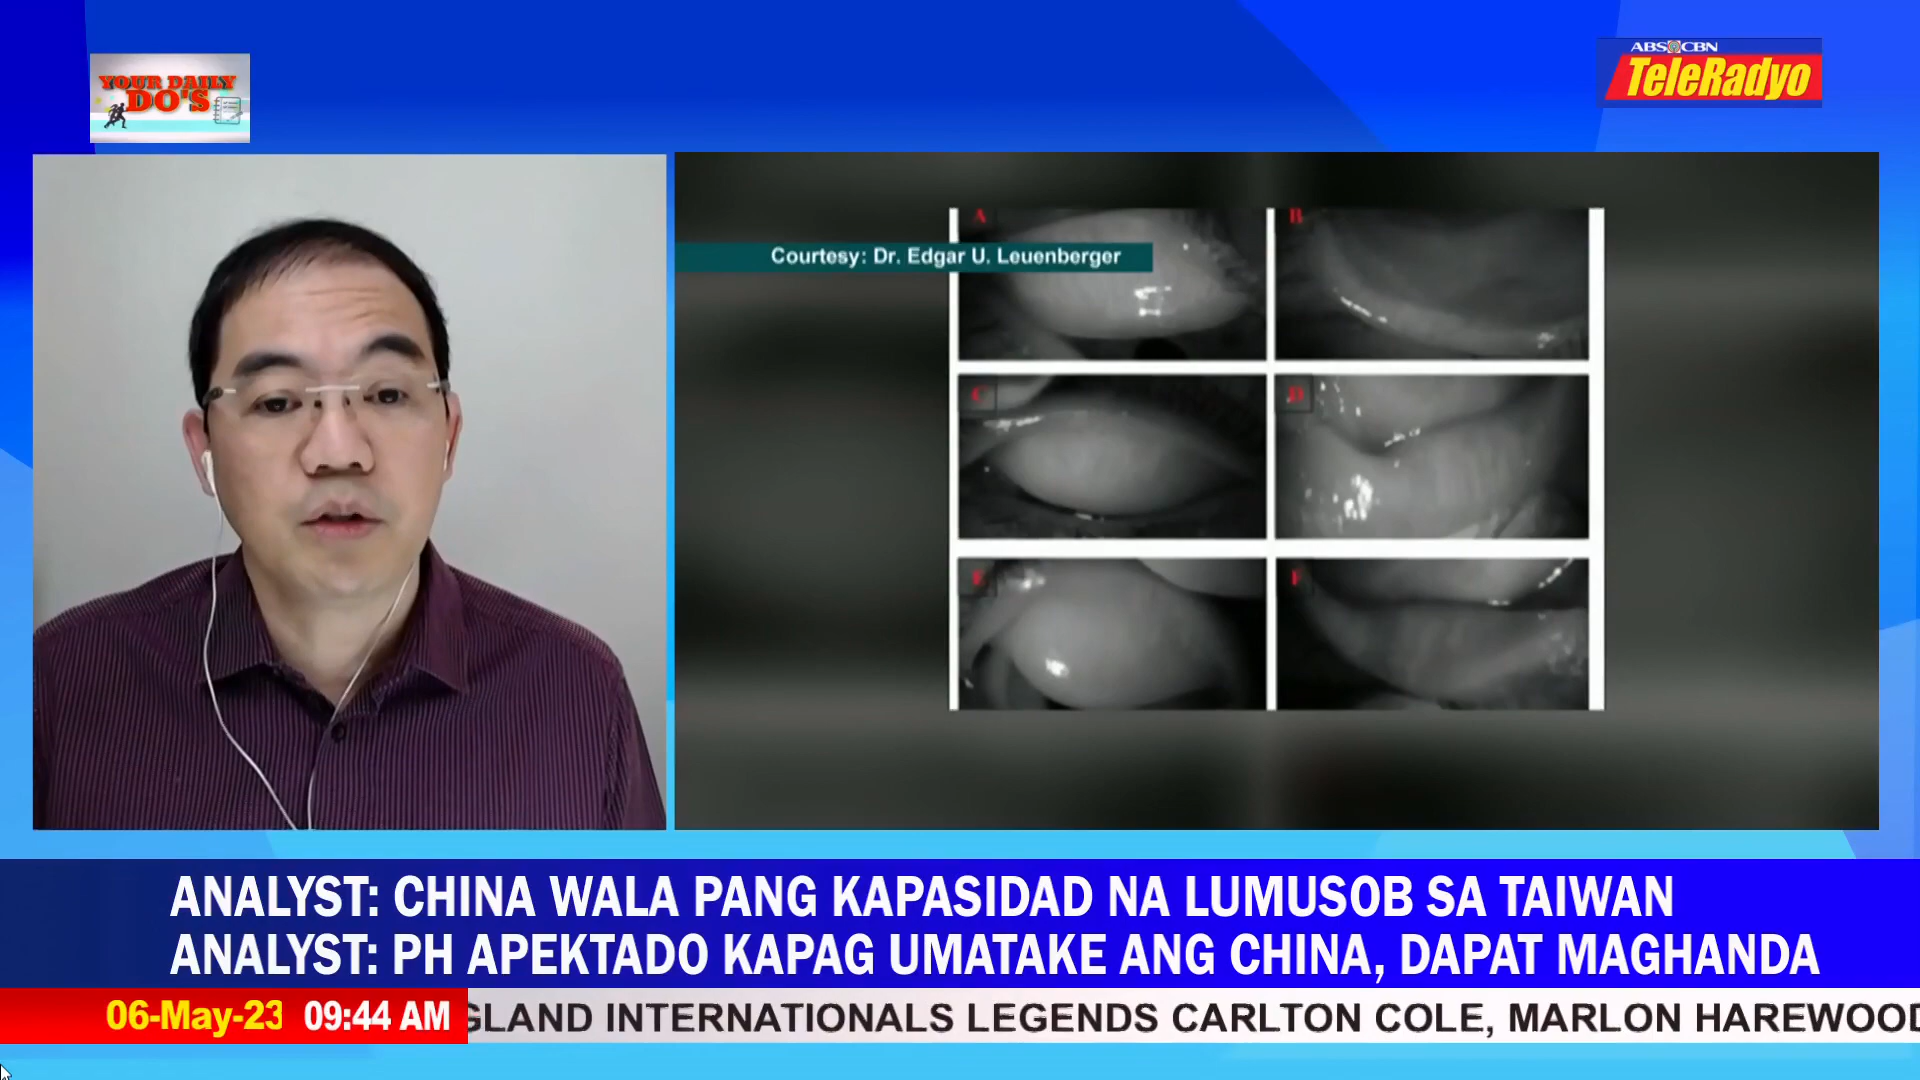 YOUR DAILY
DO'S
ABS CBN
TeleRadyo
A
B
Courtesy: Dr. Edgar U. Leuenberger
C
D
E
F
ANALYST: CHINA WALA PANG KAPASIDAD NA LUMUSOB SA TAIWAN
ANALYST: PH APEKTADO KAPAG UMATAKE ANG CHINA, DAPAT MAGHANDA
06-May-23 09:44 AM GLAND INTERNATIONALS LEGENDS CARLTON COLE, MARLON HAREWOOD